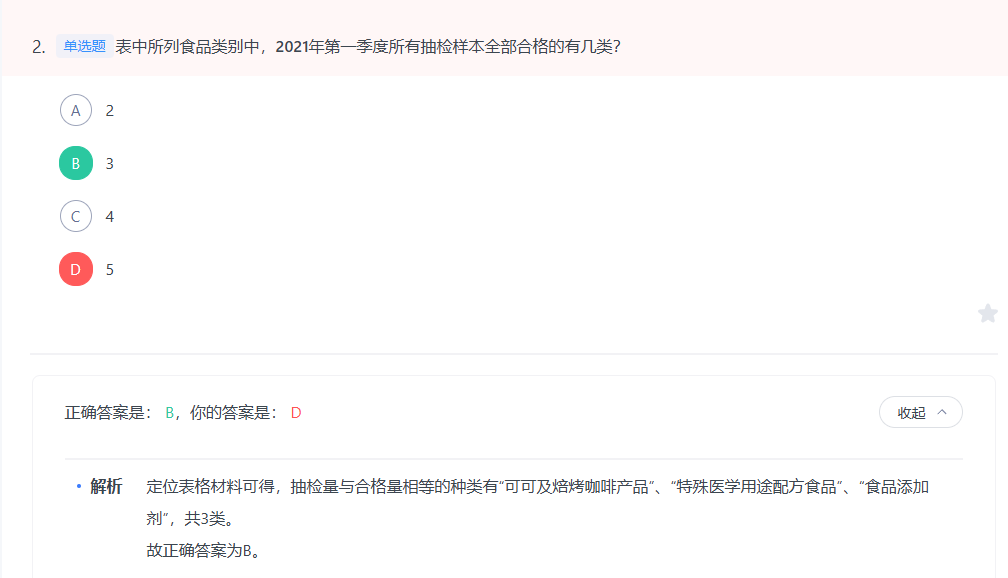 2. 单选题 表中所列食品类别中，2021年第一季度所有抽检样本全部合格的有几类?
A 2
B 3
C 4
D 5
正确答案是： B，你的答案是： D
收起
• 解析 定位表格材料可得，抽检量与合格量相等的种类有“可可及焙烤咖啡产品”、“特殊医学用途配方食品”、“食品添加
剂”，共3类。
故正确答案为B。